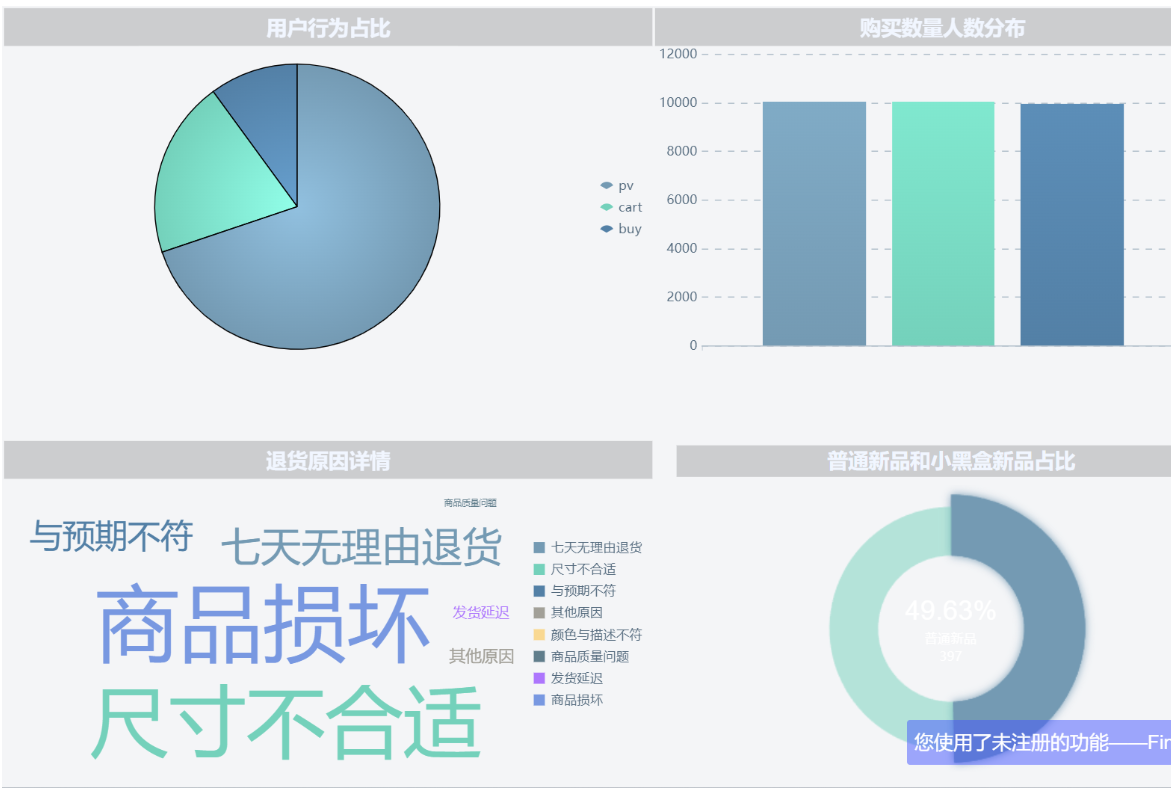 用户行为占比
pv
cart
buy
购买数量人数分布
12000
10000
8000
6000
4000
2000
0
退货原因详情
商品质量问题
与预期不符
七天无理由退货
商品损坏
发货延迟
其他原因
尺寸不合适
七天无理由退货
尺寸不合适
与预期不符
其他原因
颜色与描述不符
商品质量问题
发货延迟
商品损坏
普通新品和小黑盒新品占比
49.63%
普通新品
397
您使用了未注册的功能——Fin